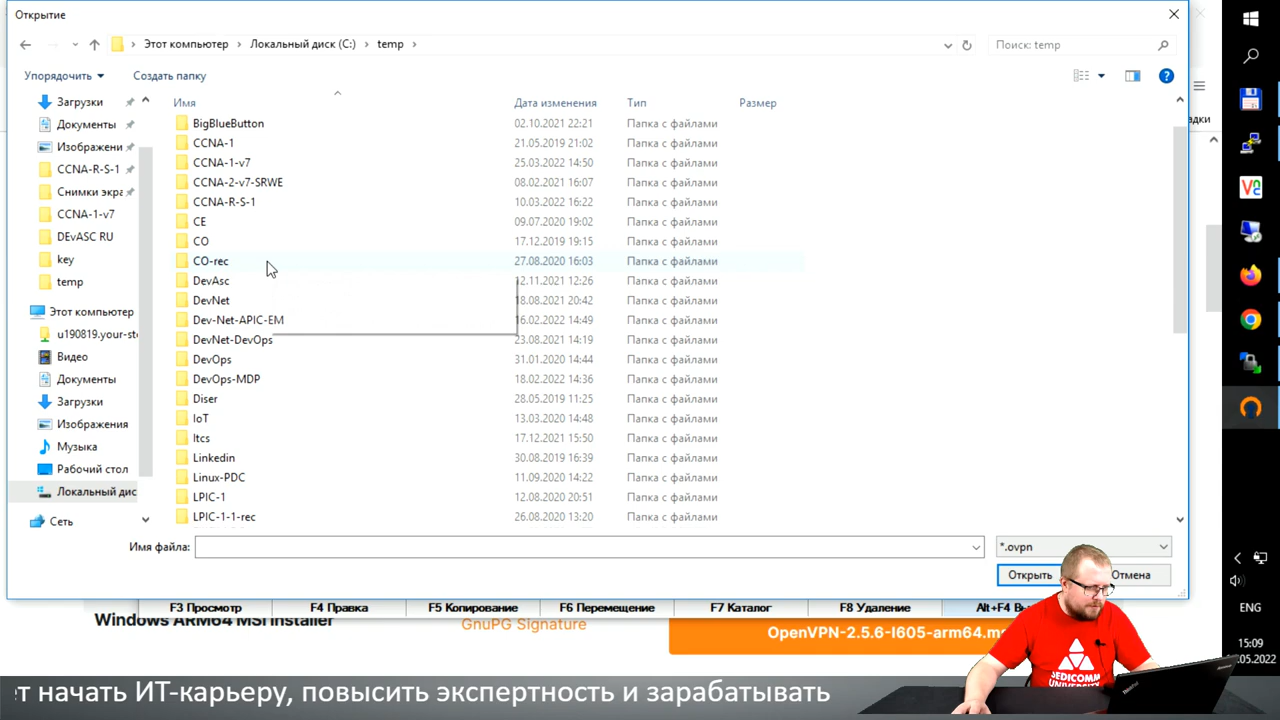 Открытие
Этот компьютер
Локальный диск (C:)
temp
Поиск: temp
Упорядочить
Создать папку
Имя
Дата изменения
Тип
Размер
Загрузки
Документы
Изображени
CCNA-R-S-1
Снимки экра
CCNA-1-v7
DEvASC RU
key
temp
Этот компьютер
u190819.your-sto
Видео
Документы
Загрузки
Изображения
Музыка
Рабочий стол
Локальный дис
Сеть
BigBlueButton 02.10.2021 22:21 Папка с файлами
CCNA-1 21.05.2019 21:02 Папка с файлами
CCNA-1-v7 25.03.2022 14:50 Папка с файлами
CCNA-2-v7-SRWE 08.02.2021 16:07 Папка с файлами
CCNA-R-S-1 10.03.2022 16:22 Папка с файлами
CE 09.07.2020 19:02 Папка с файлами
CO 17.12.2019 19:15 Папка с файлами
CO-rec 27.08.2020 16:03 Папка с файлами
DevAsc 12.11.2021 12:26 Папка с файлами
DevNet 18.08.2021 20:42 Папка с файлами
Dev-Net-APIC-EM 16.02.2022 14:49 Папка с файлами
DevNet-DevOps 23.08.2021 14:19 Папка с файлами
DevOps 31.01.2020 14:44 Папка с файлами
DevOps-MDP 18.02.2022 14:36 Папка с файлами
Diser 28.05.2019 11:25 Папка с файлами
IoT 13.03.2020 14:48 Папка с файлами
Itcs 17.12.2021 15:50 Папка с файлами
Linkedin 30.08.2019 16:39 Папка с файлами
Linux-PDC 11.09.2020 14:22 Папка с файлами
LPIC-1 12.08.2020 20:51 Папка с файлами
LPIC-1-1-rec 26.08.2020 13:20 Папка с файлами
Имя файла:
*.ovpn
Открыть
Отмена
F3 Просмотр
F4 Правка
F5 Копирование
F6 Перемещение
F7 Каталог
F8 Удаление
Alt+F4 Вы
Windows ARM64 MSI Installer
GnuPG Signature
OpenVPN-2.5.6-I605-arm64.ms
дки
ENG
15:09
.05.2022
SEDICOMM
UNIVERSITY
ThinkPad
ет начать ИТ-карьеру, повысить экспертность и зарабатывать